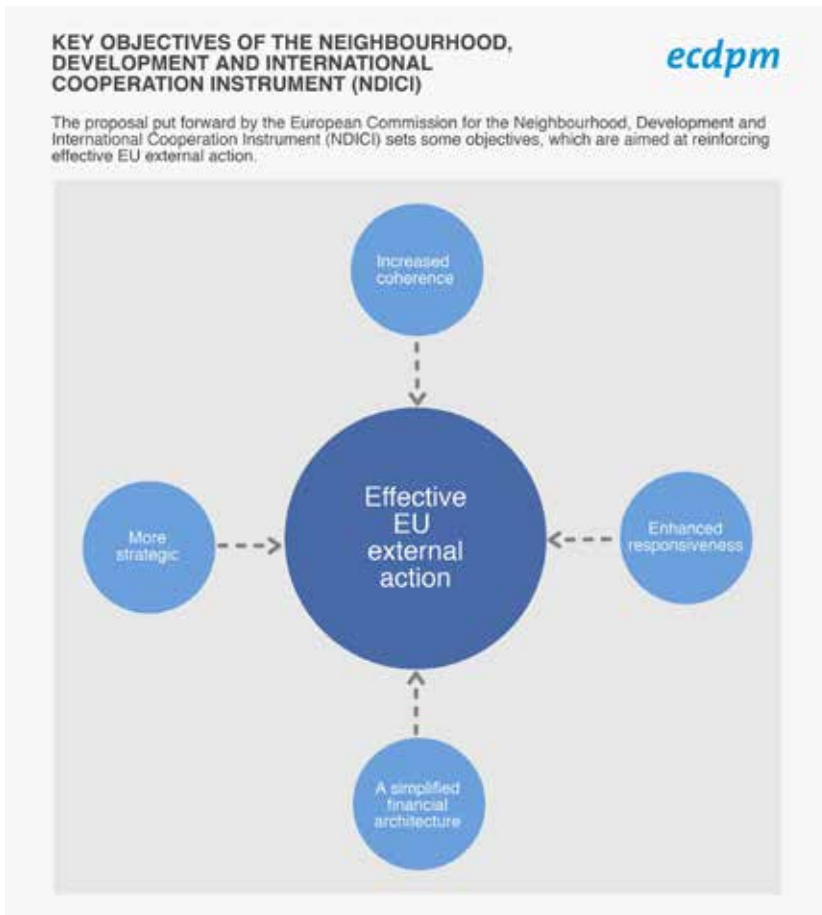 KEY OBJECTIVES OF THE NEIGHBOURHOOD,
DEVELOPMENT AND INTERNATIONAL
COOPERATION INSTRUMENT (NDICI)
ecdpm
The proposal put forward by the European Commission for the Neighbourhood, Development and
International Cooperation Instrument (NDICI) sets some objectives, which are aimed at reinforcing
effective EU external action.
Increased
coherence
More
strategic
Effective
EU
external
action
Enhanced
responsiveness
A simplified
financial
architecture